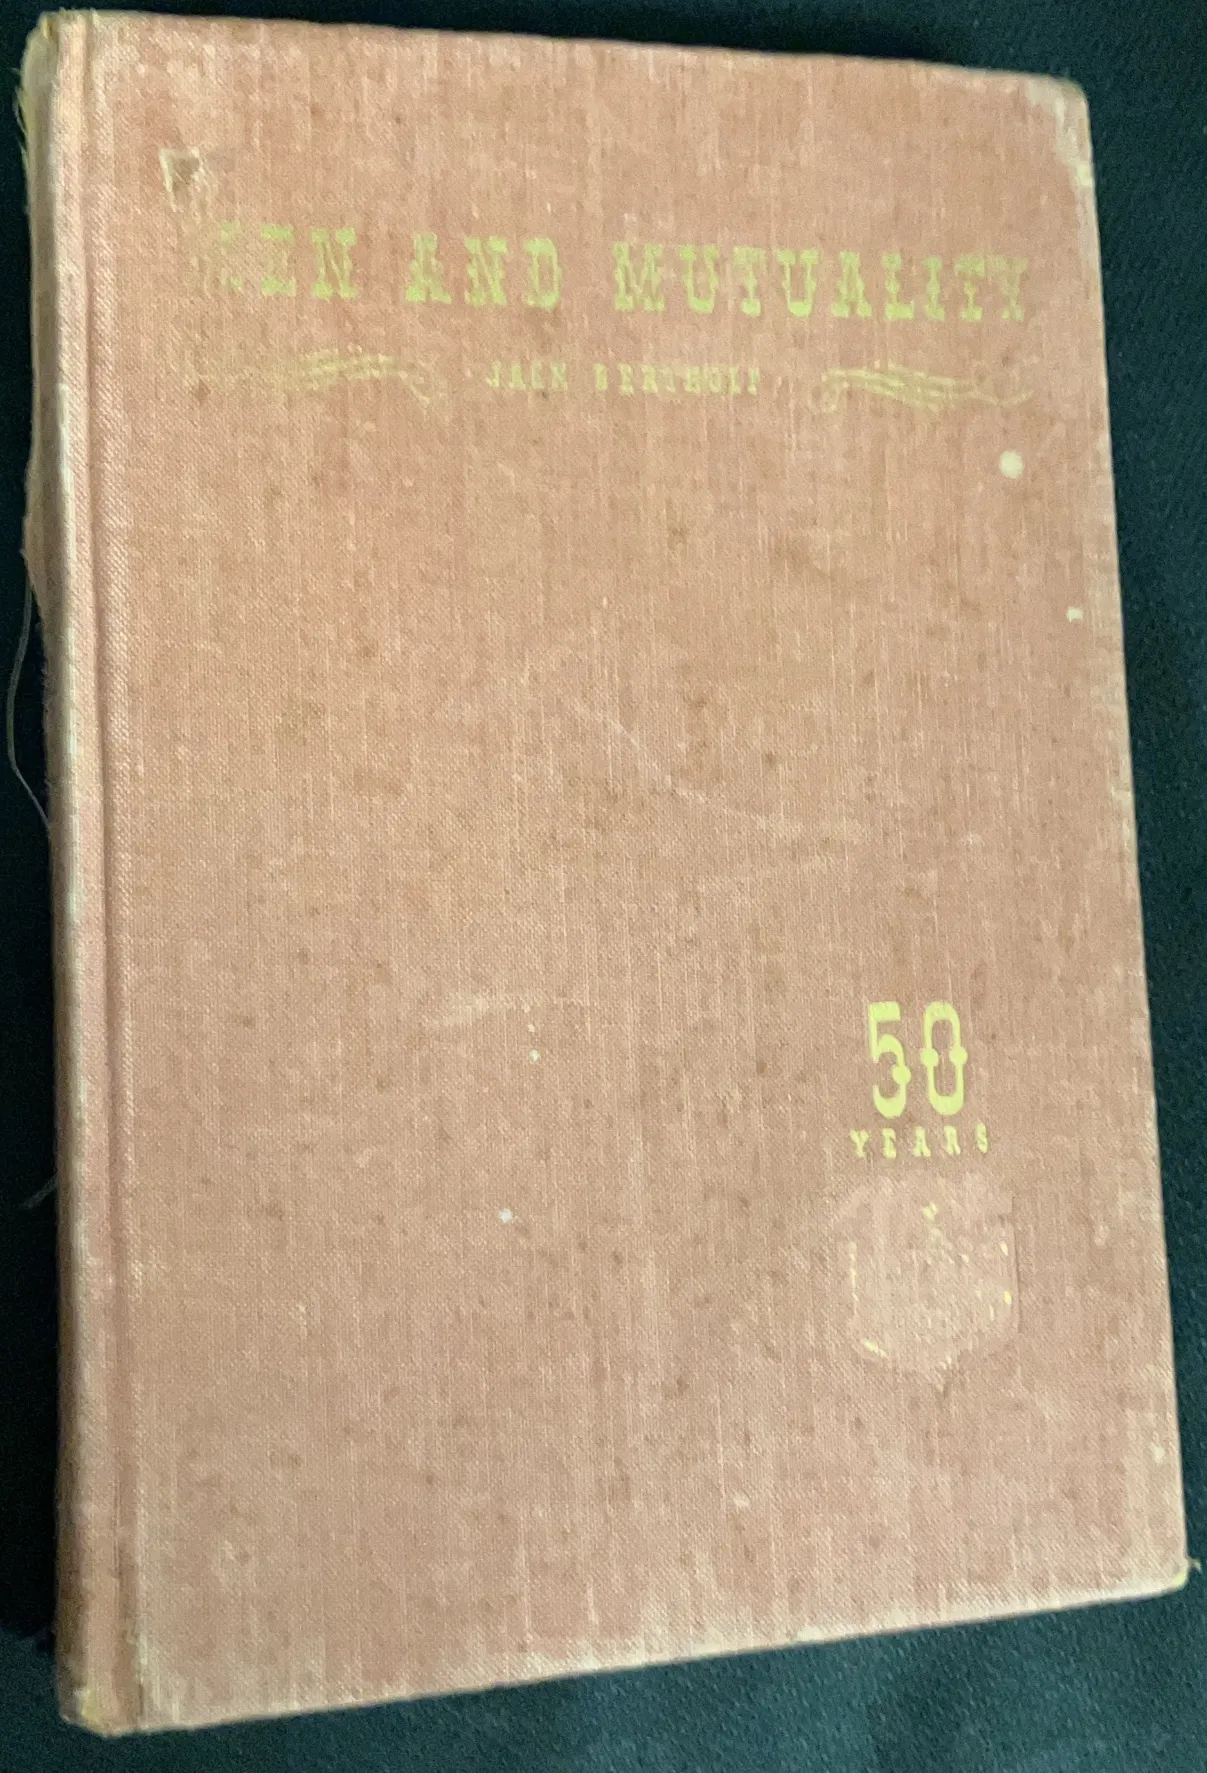 MEN AND MUTUALITY
JACK
50
YEARS